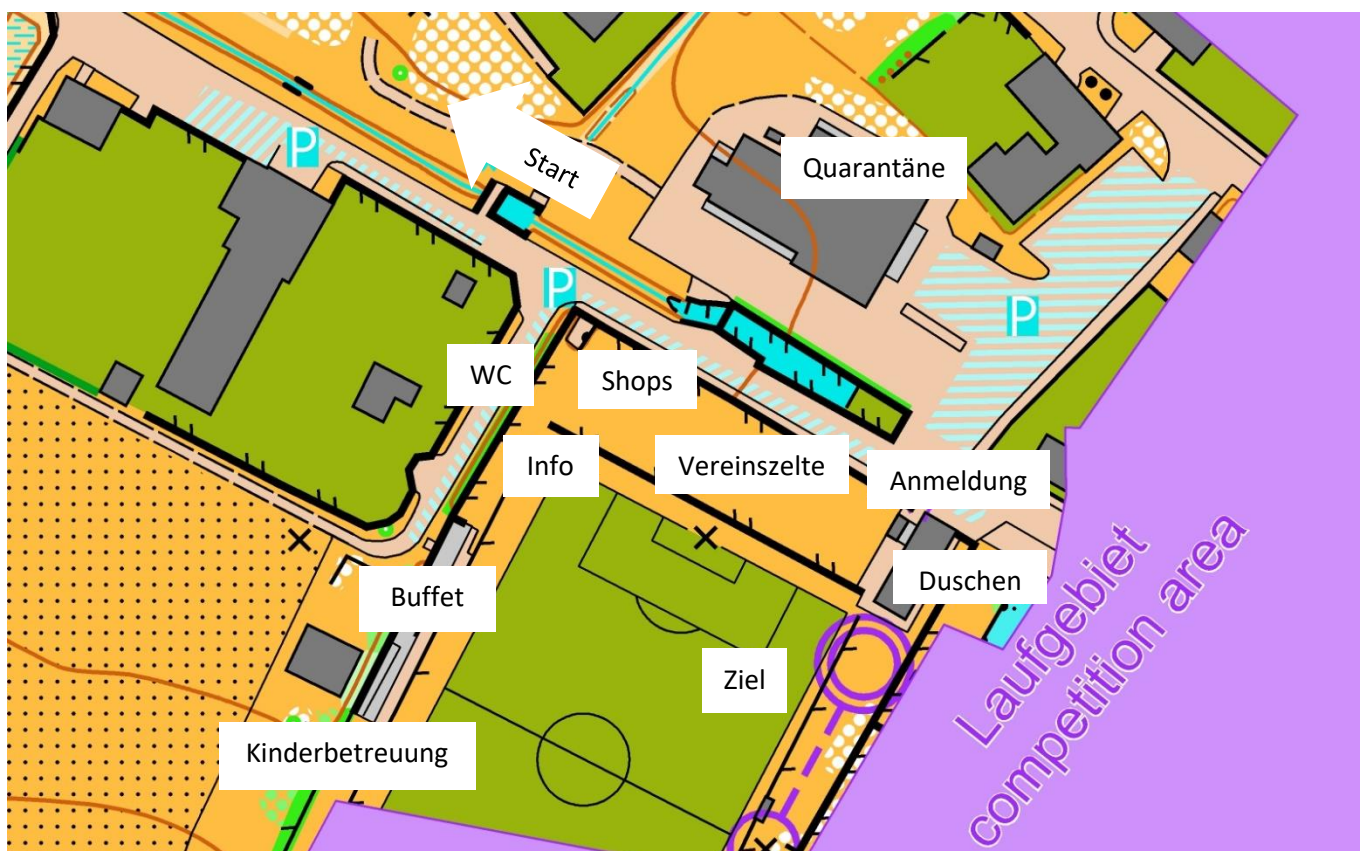 P
Start
Quarantäne
P
P
WC
Shops
Info
Vereinszelte
Anmeldung
Buffet
Duschen
Ziel
Kinderbetreuung
Laufgebiet
competition area